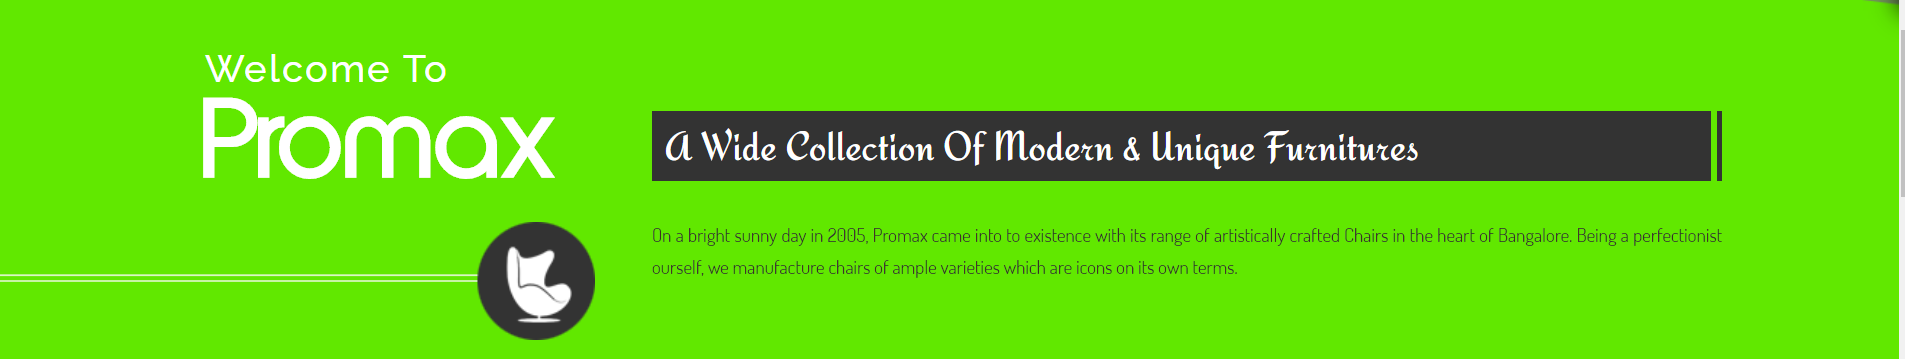 Welcome To
Promax
A Wide Collection Of Modern & Unique Furnitures
On a bright sunny day in 2005, Promax came into to existence with its range of artistically crafted Chairs in the heart of Bangalore. Being a perfectionist
ourself, we manufacture chairs of ample varieties which are icons on its own terms.